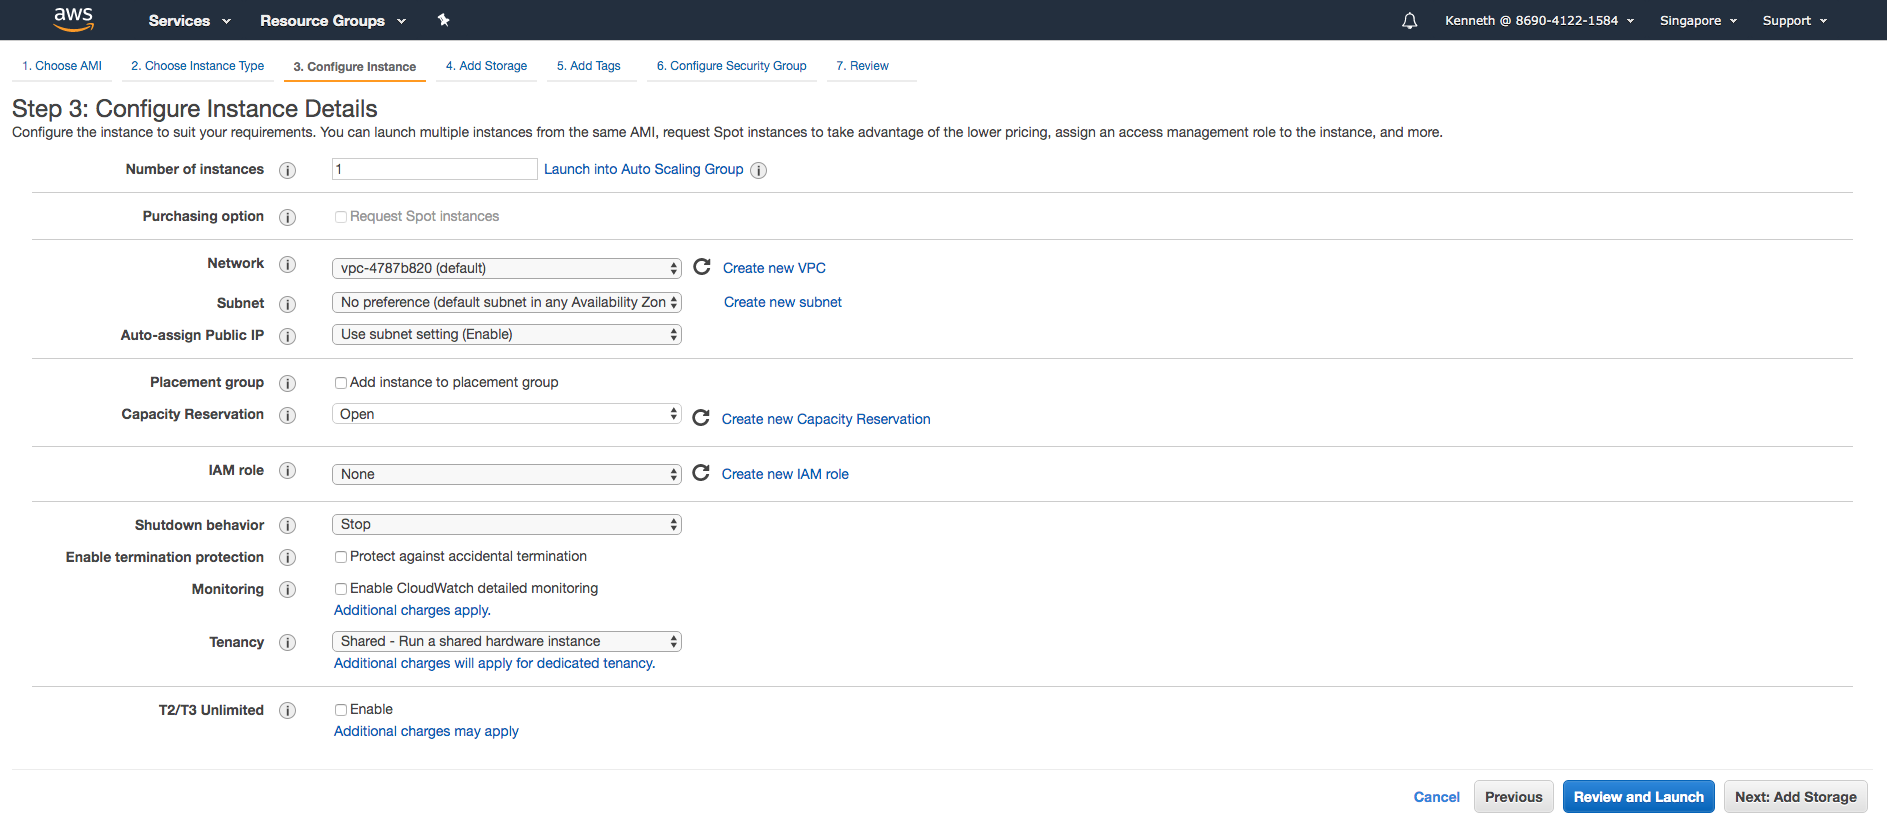 aws Services Resource Groups Kenneth @ 8690-4122-1584 Singapore Support
1. Choose AMI 2. Choose Instance Type 3. Configure Instance 4. Add Storage 5. Add Tags 6. Configure Security Group 7. Review
Step 3: Configure Instance Details
Configure the instance to suit your requirements. You can launch multiple instances from the same AMI, request Spot instances to take advantage of the lower pricing, assign an access management role to the instance, and more.
Number of instances i 1 Launch into Auto Scaling Group i
Purchasing option i Request Spot instances
Network i vpc-4787b820 (default) Create new VPC
Subnet i No preference (default subnet in any Availability Zon Create new subnet
Auto-assign Public IP i Use subnet setting (Enable)
Placement group i Add instance to placement group
Capacity Reservation i Open Create new Capacity Reservation
IAM role i None Create new IAM role
Shutdown behavior i Stop
Enable termination protection i Protect against accidental termination
Monitoring i Enable CloudWatch detailed monitoring
Additional charges apply.
Tenancy i Shared - Run a shared hardware instance
Additional charges will apply for dedicated tenancy.
T2/T3 Unlimited i Enable
Additional charges may apply
Cancel Previous Review and Launch Next: Add Storage